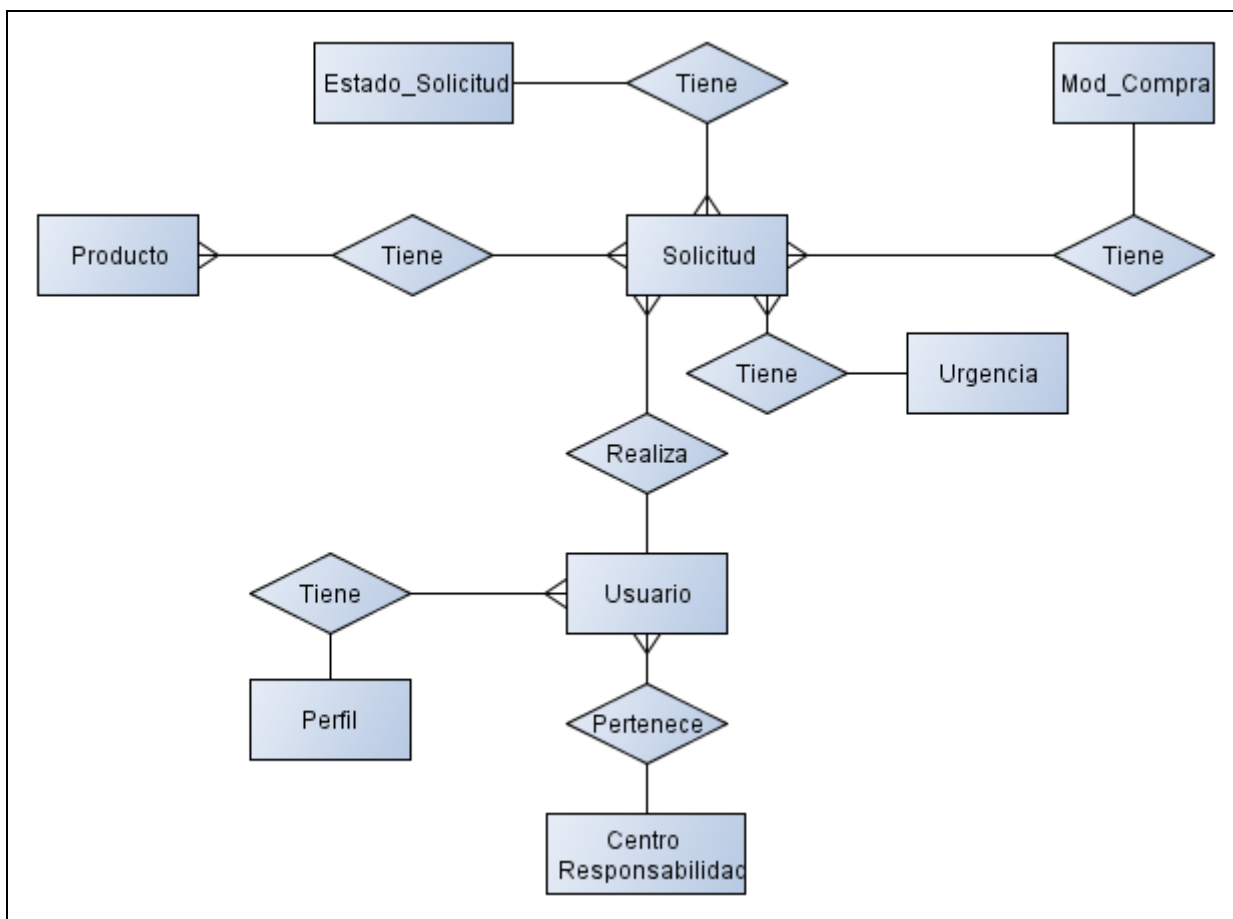 Estado_Solicitud
Tiene
Mod_Compra
Producto
Tiene
Solicitud
Tiene
Tiene
Urgencia
Realiza
Tiene
Usuario
Perfil
Pertenece
Centro
Responsabilidad